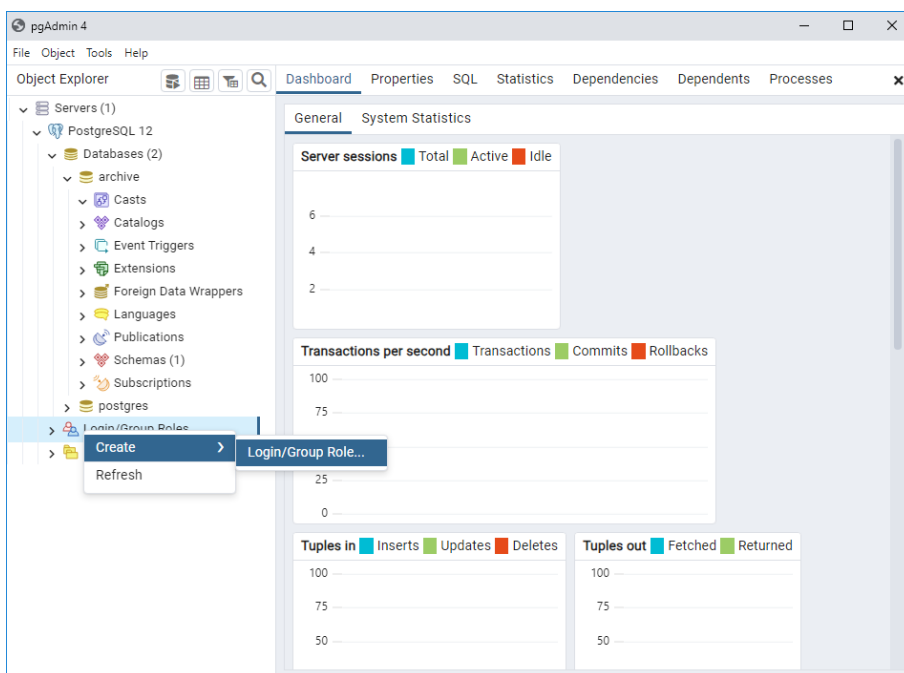 pgAdmin 4
File Object Tools Help
Object Explorer
Dashboard Properties SQL Statistics Dependencies Dependents Processes
Servers (1)
PostgreSQL 12
Databases (2)
archive
Casts
Catalogs
Event Triggers
Extensions
Foreign Data Wrappers
Languages
Publications
Schemas (1)
Subscriptions
postgres
Login/Group Roles
Create
Login/Group Role...
Refresh
General System Statistics
Server sessions Total Active Idle
6
4
2
Transactions per second Transactions Commits Rollbacks
100
75
25
0
Tuples in Inserts Updates Deletes
100
75
50
Tuples out Fetched Returned
100
75
50